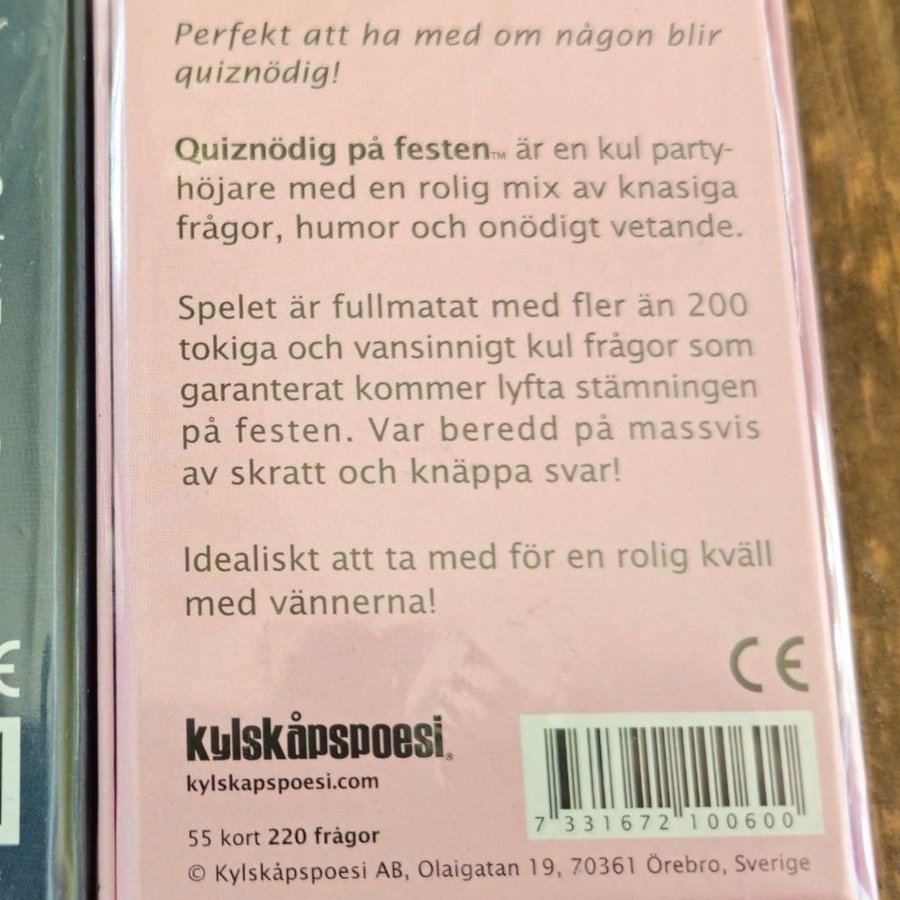 Perfekt att ha med om någon blir
quiznödig!
Quiznödig på festen™ är en kul party-
höjare med en rolig mix av knasiga
frågor, humor och onödigt vetande.
Spelet är fullmatat med fler än 200
tokiga och vansinnigt kul frågor som
garanterat kommer lyfta stämningen
på festen. Var beredd på massvis
av skratt och knäppa svar!
Idealiskt att ta med för en rolig kväll
med vännerna!
CE
kylskåpspoesi®
kylskapspoesi.com
7 331672 100600
55 kort 220 frågor
© Kylskåpspoesi AB, Olaigatan 19, 70361 Örebro, Sverige